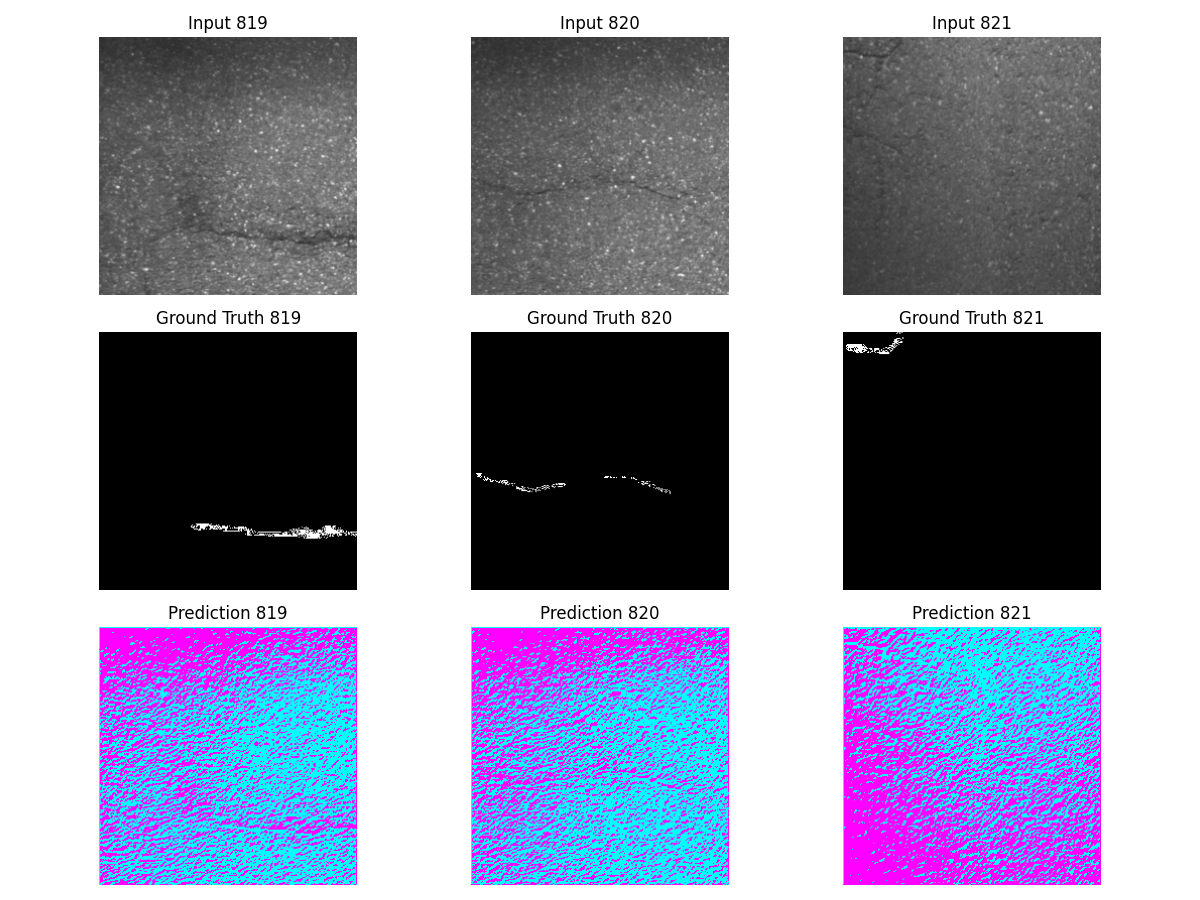 Input 819
Input 820
Input 821
Ground Truth 819
Ground Truth 820
Ground Truth 821
Prediction 819
Prediction 820
Prediction 821